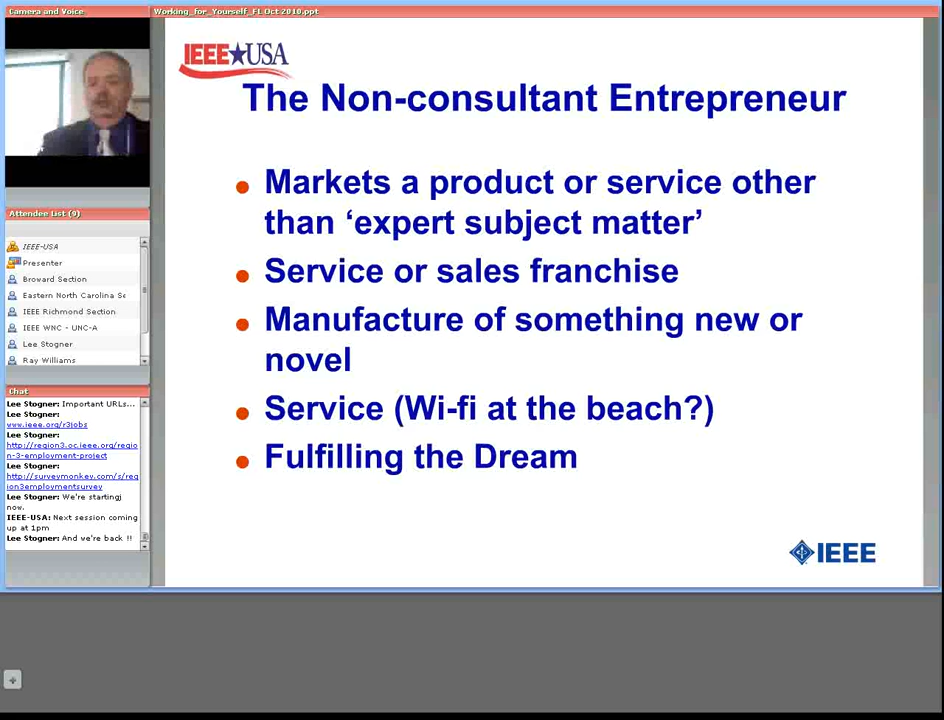 Camera and Voice
Working_for_Yourself_FL Oct 2010.ppt
IEEE★USA
The Non-consultant Entrepreneur
• Markets a product or service other
than ‘expert subject matter’
• Service or sales franchise
• Manufacture of something new or
novel
• Service (Wi-fi at the beach?)
• Fulfilling the Dream
IEEE
Attendee List (9)
IEEE-USA
Presenter
Broward Section
Eastern North Carolina Se
IEEE Richmond Section
IEEE WNC - UNC-A
Lee Stogner
Ray Williams
Chat
Lee Stogner: Important URLs...
Lee Stogner:
www.ieee.org/r3jobs
Lee Stogner:
http://region3.oc.ieee.org/regio
n-3-employment-project
Lee Stogner:
http://surveymonkey.com/s/reg
ion3employmentsurvey
Lee Stogner: We're startingj
now.
IEEE-USA: Next session coming
up at 1pm
Lee Stogner: And we're back !!